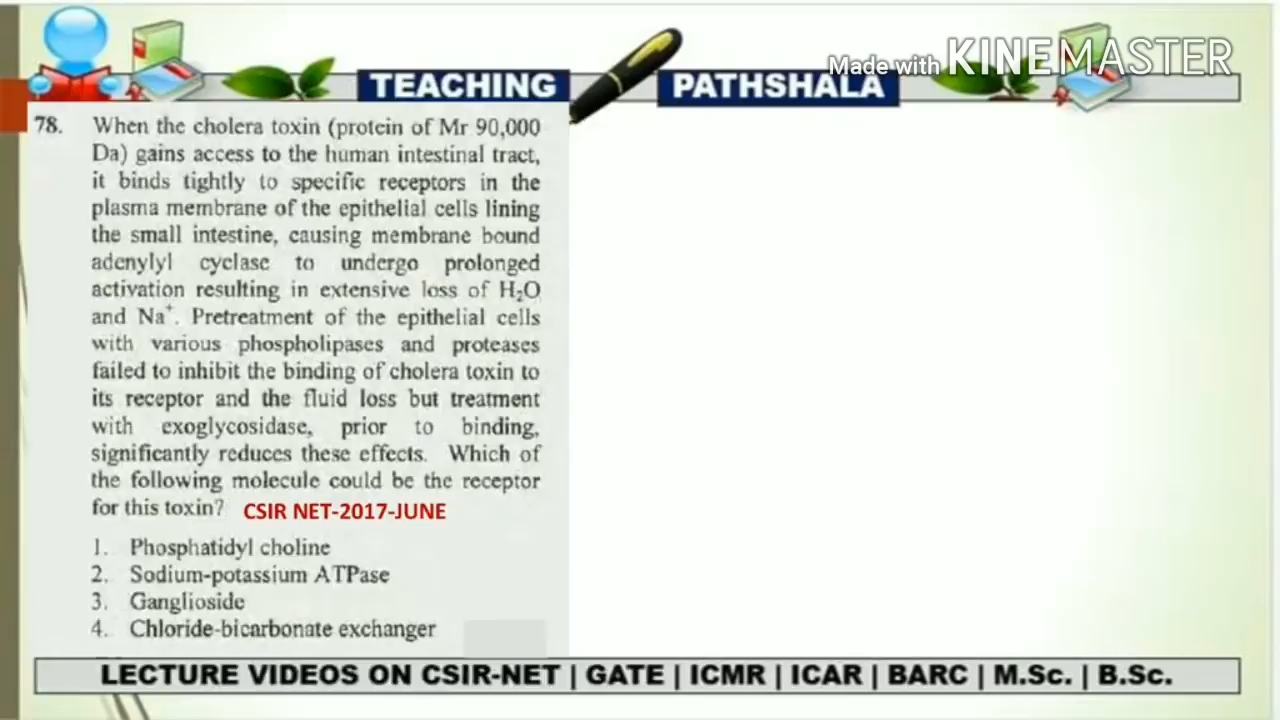 Made with KINEMASTER
TEACHING PATHSHALA
78. When the cholera toxin (protein of Mr 90,000
Da) gains access to the human intestinal tract,
it binds tightly to specific receptors in the
plasma membrane of the epithelial cells lining
the small intestine, causing membrane bound
adenylyl cyclase to undergo prolonged
activation resulting in extensive loss of H₂O
and Na⁺. Pretreatment of the epithelial cells
with various phospholipases and proteases
failed to inhibit the binding of cholera toxin to
its receptor and the fluid loss but treatment
with exoglycosidase, prior to binding,
significantly reduces these effects. Which of
the following molecule could be the receptor
for this toxin? CSIR NET-2017-JUNE
1. Phosphatidyl choline
2. Sodium-potassium ATPase
3. Ganglioside
4. Chloride-bicarbonate exchanger
LECTURE VIDEOS ON CSIR-NET | GATE | ICMR | ICAR | BARC | M.Sc. | B.Sc.